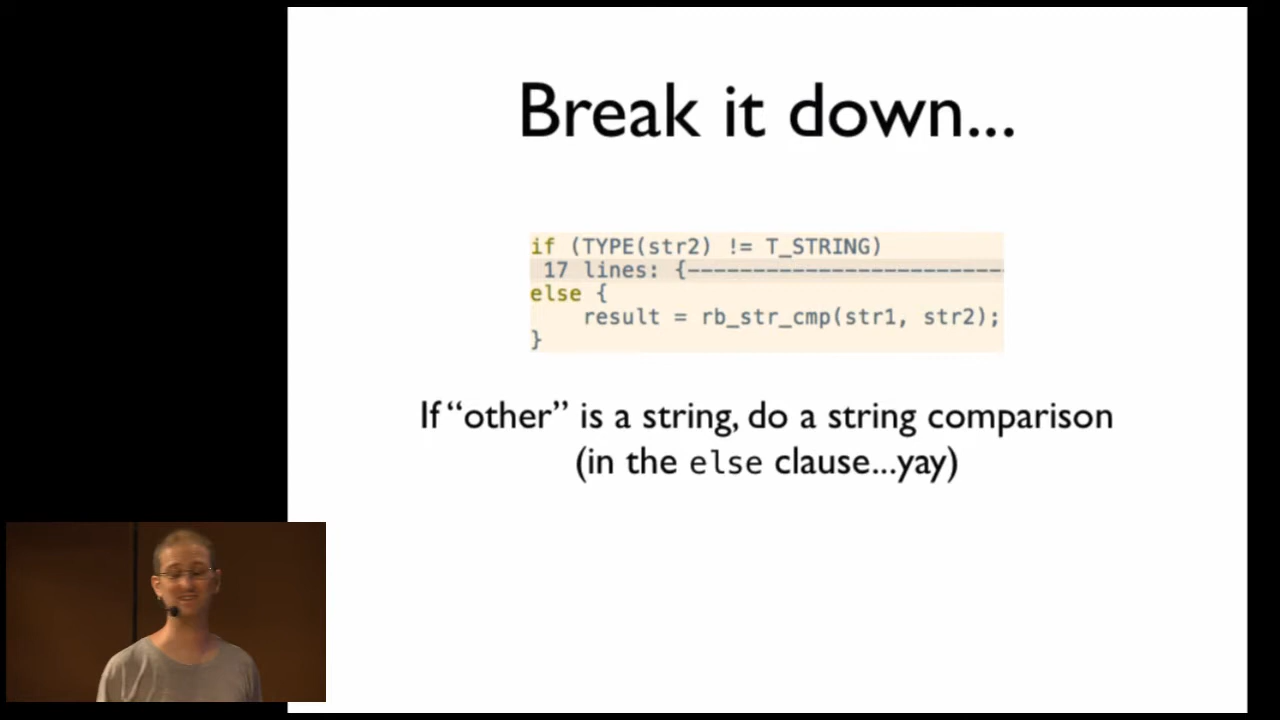 Break it down...
if (TYPE(str2) != T_STRING)
17 lines: {------------------------
else {
result = rb_str_cmp(str1, str2);
}
If “other” is a string, do a string comparison
(in the else clause...yay)